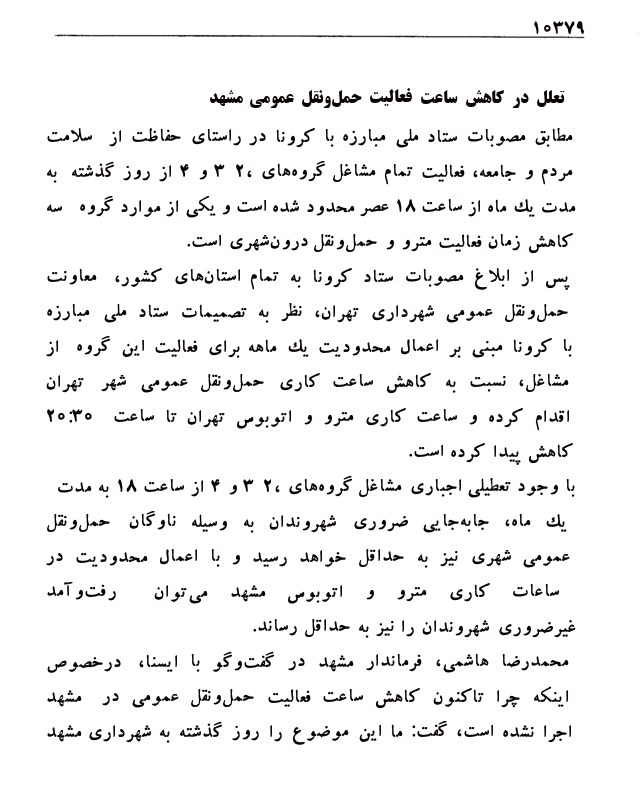 ۱۰۳۷۹
تعلل در کاهش ساعت فعالیت حمل‌ونقل عمومی مشهد
مطابق مصوبات ستاد ملی مبارزه با کرونا در راستای حفاظت از سلامت
مردم و جامعه، فعالیت تمام مشاغل گروه‌های ،۲ ۳ و ۴ از روز گذشته به
مدت یك ماه از ساعت ۱۸ عصر محدود شده است و یکی از موارد گروه سه
کاهش زمان فعالیت مترو و حمل‌ونقل درون‌شهری است.
پس از ابلاغ مصوبات ستاد کرونا به تمام استان‌های کشور، معاونت
حمل‌ونقل عمومی شهرداری تهران، نظر به تصمیمات ستاد ملی مبارزه
با کرونا مبنی بر اعمال محدودیت یك ماهه برای فعالیت این گروه از
مشاغل، نسبت به کاهش ساعت کاری حمل‌ونقل عمومی شهر تهران
اقدام کرده و ساعت کاری مترو و اتوبوس تهران تا ساعت ۲۰:۳۰
کاهش پیدا کرده است.
با وجود تعطیلی اجباری مشاغل گروه‌های ،۲ ۳ و ۴ از ساعت ۱۸ به مدت
یك ماه، جابه‌جایی ضروری شهروندان به وسیله ناوگان حمل‌ونقل
عمومی شهری نیز به حداقل خواهد رسید و با اعمال محدودیت در
ساعات کاری مترو و اتوبوس مشهد می‌توان رفت‌وآمد
غیرضروری شهروندان را نیز به حداقل رساند.
محمدرضا هاشمی، فرماندار مشهد در گفت‌وگو با ایسنا، درخصوص
اینکه چرا تاکنون کاهش ساعت فعالیت حمل‌ونقل عمومی در مشهد
اجرا نشده است، گفت: ما این موضوع را روز گذشته به شهرداری مشهد